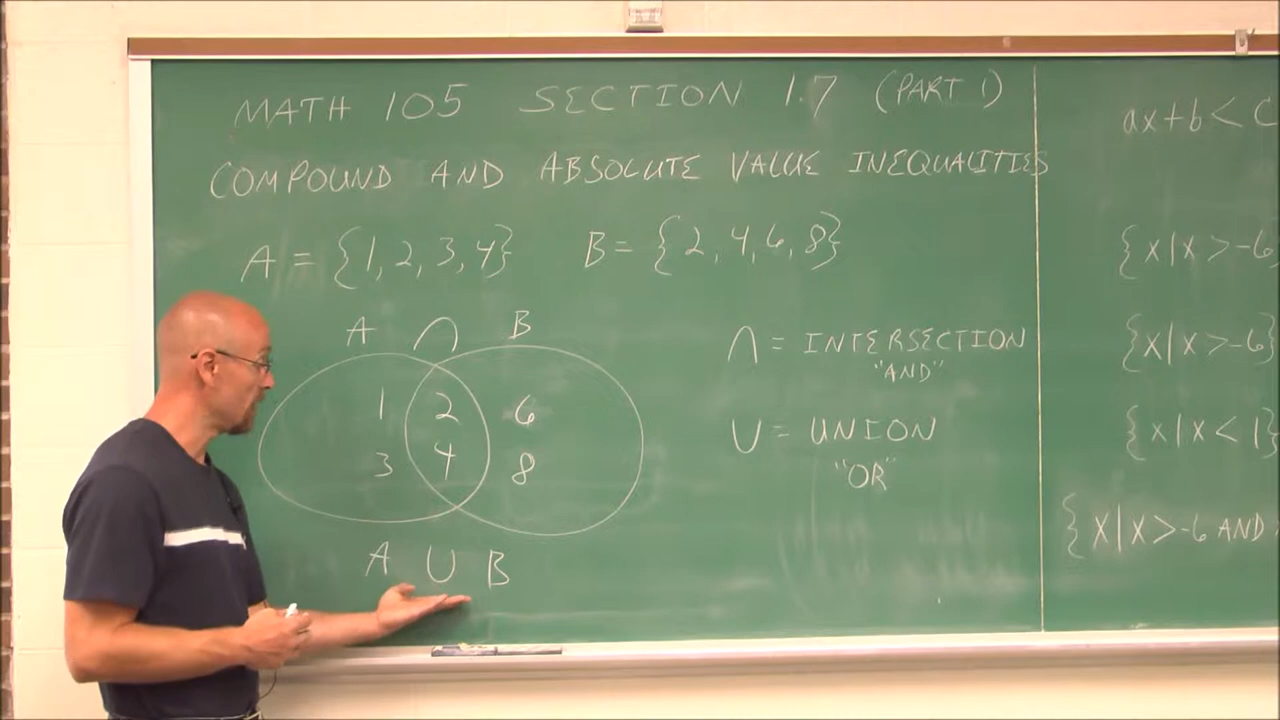 MATH 105 SECTION 1.7 (PART 1)
COMPOUND AND ABSOLUTE VALUE INEQUALITIES
A = {1, 2, 3, 4} B = {2, 4, 6, 8}
A ∩ B
1 2 6
3 4 8
A ∪ B
∩ = INTERSECTION
"AND"
∪ = UNION
"OR"
ax+b < C
{x|x > -6
{x|x > -6}
{x|x < 1}
{x|x > -6 AND